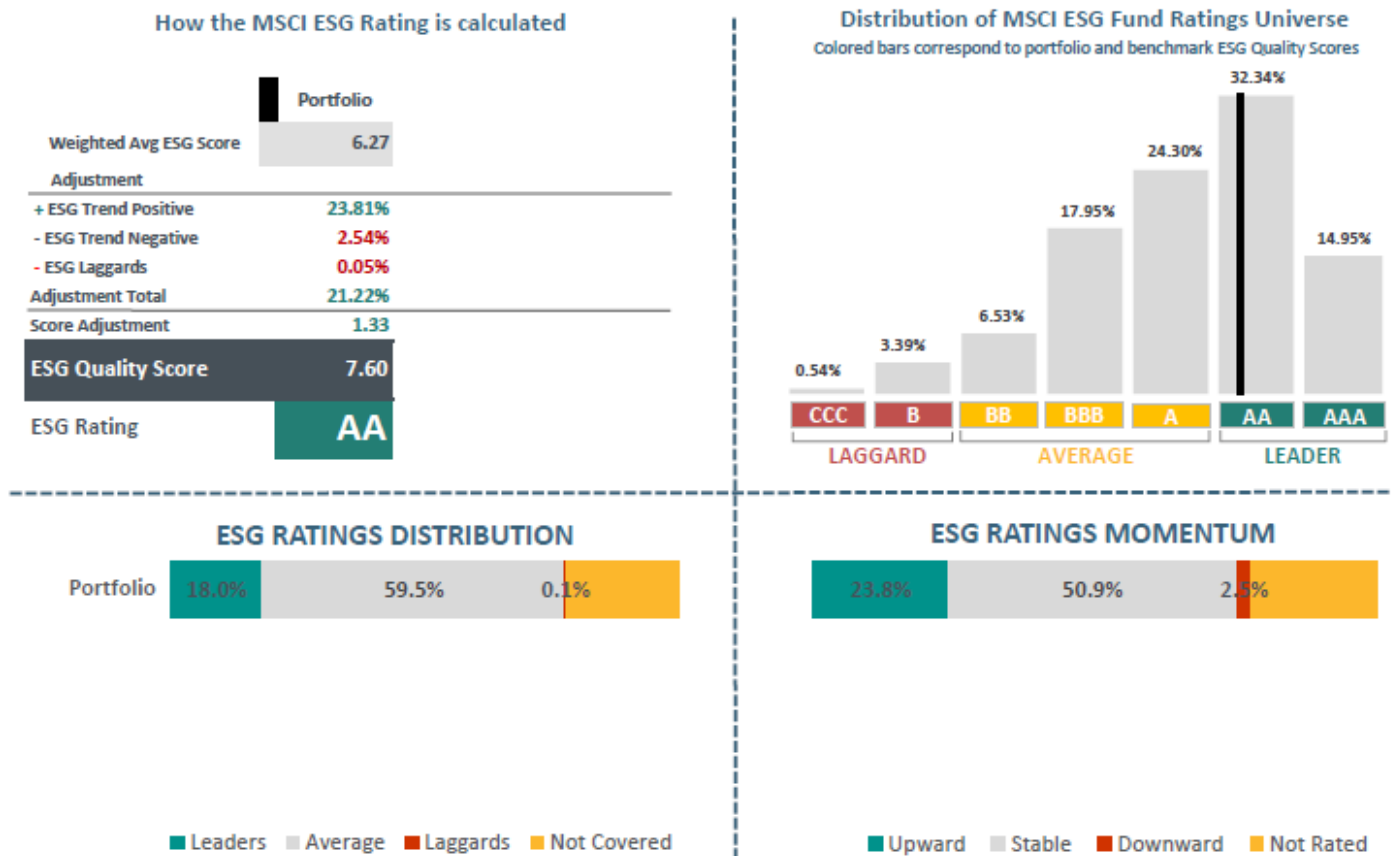 How the MSCI ESG Rating is calculated
Portfolio
Weighted Avg ESG Score 6.27
Adjustment
+ ESG Trend Positive 23.81%
- ESG Trend Negative 2.54%
- ESG Laggards 0.05%
Adjustment Total 21.22%
Score Adjustment 1.33
ESG Quality Score 7.60
ESG Rating AA
Distribution of MSCI ESG Fund Ratings Universe
Colored bars correspond to portfolio and benchmark ESG Quality Scores
0.54% 3.39% 6.53% 17.95% 24.30% 32.34% 14.95%
CCC B BB BBB A AA AAA
LAGGARD AVERAGE LEADER
ESG RATINGS DISTRIBUTION
Portfolio 18.0% 59.5% 0.1%
Leaders Average Laggards Not Covered
ESG RATINGS MOMENTUM
23.8% 50.9% 2.5%
Upward Stable Downward Not Rated